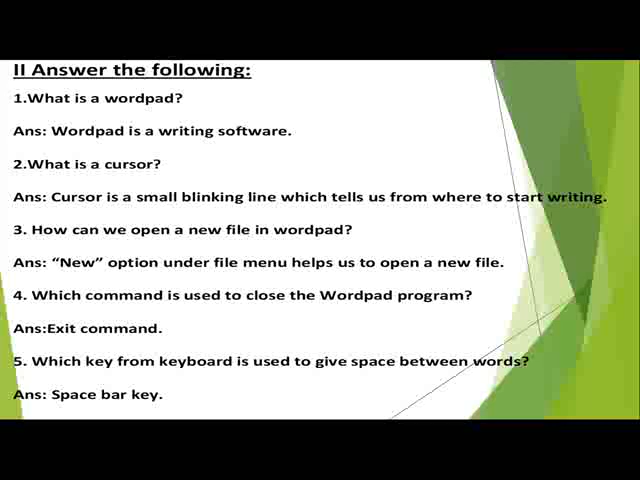 II Answer the following:
1.What is a wordpad?
Ans: Wordpad is a writing software.
2.What is a cursor?
Ans: Cursor is a small blinking line which tells us from where to start writing.
3. How can we open a new file in wordpad?
Ans: “New” option under file menu helps us to open a new file.
4. Which command is used to close the Wordpad program?
Ans:Exit command.
5. Which key from keyboard is used to give space between words?
Ans: Space bar key.